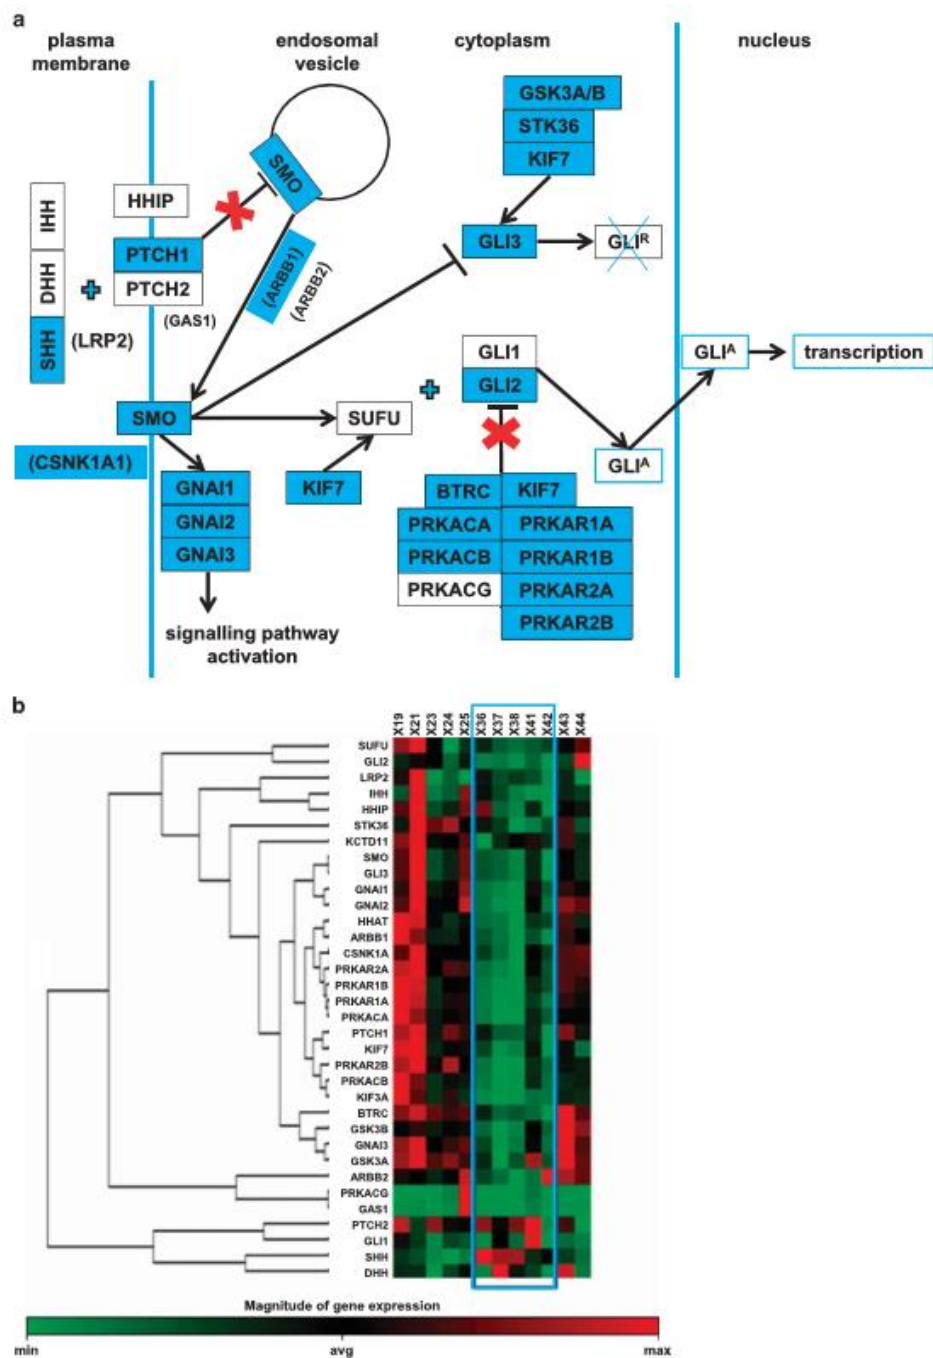 a
plasma
membrane
endosomal
vesicle
cytoplasm
nucleus
GSK3A/B
STK36
KIF7
SMO
IHH
DHH
SHH
HHIP
PTCH1
PTCH2
(GAS1)
(LRP2)
(ARBB1)
(ARBB2)
GLI3
GLIR
GLI1
GLI2
GLIA
transcription
SMO
SUFU
GLIA
(CSNK1A1)
GNAI1
GNAI2
GNAI3
KIF7
BTRC
KIF7
PRKACA
PRKAR1A
PRKACB
PRKAR1B
PRKACG
PRKAR2A
PRKAR2B
signalling pathway
activation
b
X19 X21 X23 X24 X25 X36 X37 X38 X41 X42 X43 X44
SUFU
GLI2
LRP2
IHH
HHIP
STK36
KCTD11
SMO
GLI3
GNAI1
GNAI2
HHAT
ARBB1
CSNK1A
PRKAR2A
PRKAR1B
PRKAR1A
PRKACA
PTCH1
KIF7
PRKAR2B
PRKACB
KIF3A
BTRC
GSK3B
GNAI3
GSK3A
ARBB2
PRKACG
GAS1
PTCH2
GLI1
SHH
DHH
Magnitude of gene expression
min avg max